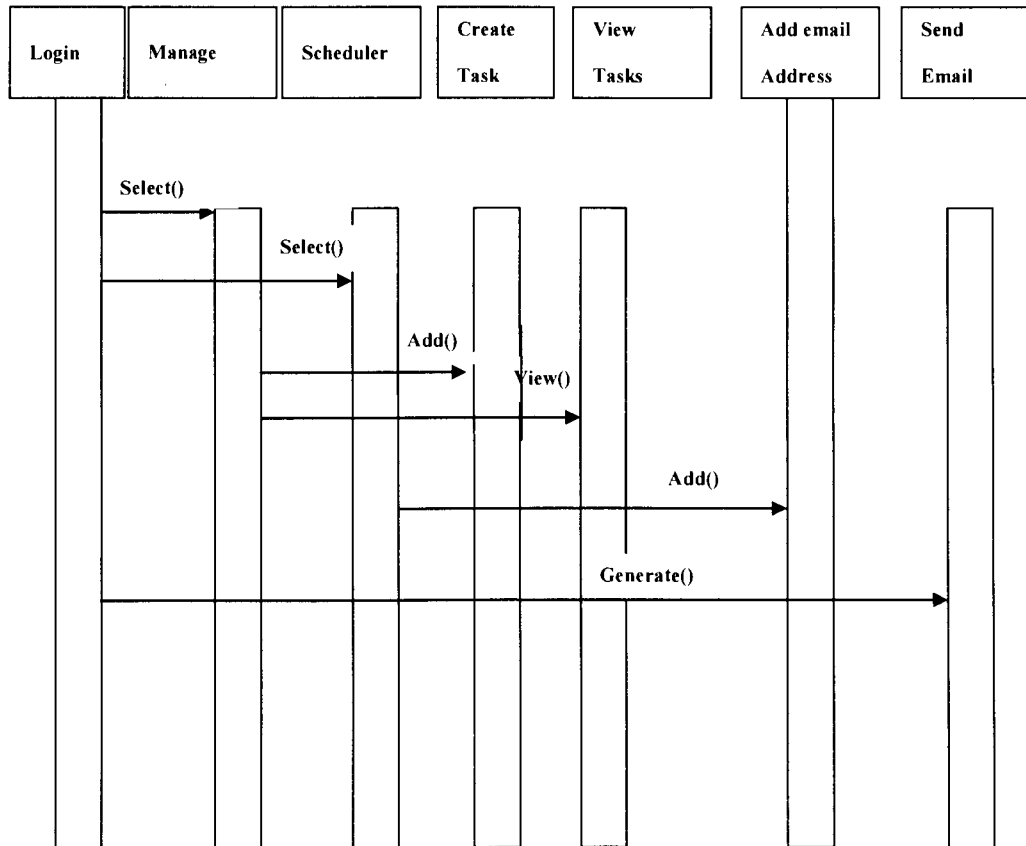 Login
Manage
Scheduler
Create
Task
View
Tasks
Add email
Address
Send
Email
Select()
Select()
Add()
View()
Add()
Generate()